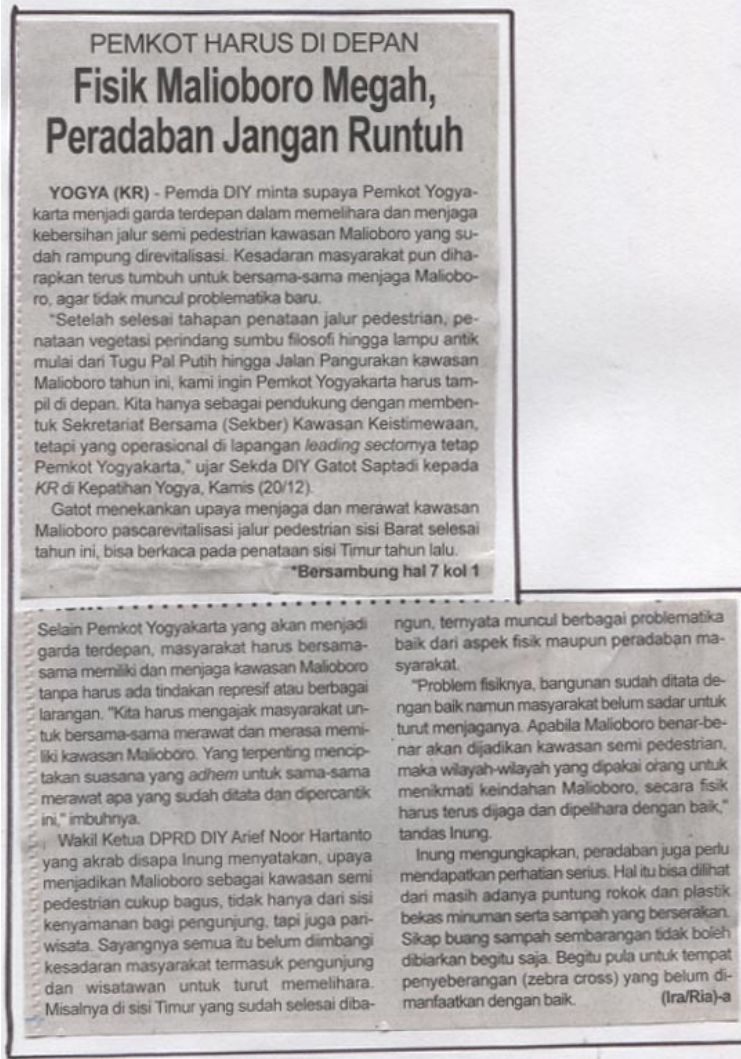 PEMKOT HARUS DI DEPAN
Fisik Malioboro Megah,
Peradaban Jangan Runtuh
YOGYA (KR) - Pemda DIY minta supaya Pemkot Yogya-
karta menjadi garda terdepan dalam memelihara dan menjaga
kebersihan jalur semi pedestrian kawasan Malioboro yang su-
dah rampung direvitalisasi. Kesadaran masyarakat pun diha-
rapkan terus tumbuh untuk bersama-sama menjaga Waliobo-
ro, agar tidak muncul problematika baru.
"Setelah selesai tahapan penataan jalur pedestrian, pe-
nataan vegetasi perindang sumbu filosofi hingga lampu antik
mulai dari Tugu Pal Putih hingga Jalan Pangurakan kawasan
Malioboro tahun ini, kami ingin Pemkot Yogyakarta harus tam-
pil di depan. Kita hanya sebagai pendukung dengan memben-
tuk Sekretariat Bersama (Sekber) Kawasan Keistimewaan,
tetapi yang operasional di lapangan leading sectornya tetap
Pemkot Yogyakarta," ujar Sekda DIY Gatot Saptadi kepada
KR di Kepatihan Yogya, Kamis (20/12).
Gatot menekankan upaya menjaga dan merawat kawasan
Malioboro pascarevitalisasi jalur pedestrian sisi Barat selesai
tahun ini, bisa berkaca pada penataan sisi Timur tahun lalu.
*Bersambung hal 7 kol 1
Selain Pemkot Yogyakarta yang akan menjadi
garda terdepan, masyarakat harus bersama-
sama memiliki dan menjaga kawasan Malioboro
tanpa harus ada tindakan represif atau berbagai
larangan. "Kita harus mengajak masyarakat un-
tuk bersama-sama merawat dan merasa memi-
liki kawasan Malioboro. Yang terpenting mencip-
takan suasana yang adhem untuk sama-sama
merawat apa yang sudah ditata dan dipercantik
ini," imbuhnya.
Wakil Ketua DPRD DIY Arief Noor Hartanto
yang akrab disapa Inung menyatakan, upaya
menjadikan Malioboro sebagai kawasan semi
pedestrian cukup bagus, tidak hanya dari sisi
kenyamanan bagi pengunjung, tapi juga pari-
wisata. Sayangnya semua itu belum diimbangi
kesadaran masyarakat termasuk pengunjung
dan wisatawan untuk turut memelihara.
Misalnya di sisi Timur yang sudah selesai diba-
ngun, ternyata muncul berbagai problematika
baik dari aspek fisik maupun peradaban ma-
syarakat.
"Problem fisiknya, bangunan sudah ditata de-
ngan baik namun masyarakat belum sadar untuk
turut menjaganya. Apabila Malioboro benar-be-
nar akan dijadikan kawasan semi pedestrian,
maka wilayah-wilayah yang dipakai orang untuk
menikmati keindahan Malioboro, secara fisik
harus terus dijaga dan dipelihara dengan baik,"
tandas Inung.
Inung mengungkapkan, peradaban juga perlu
mendapatkan perhatian serius. Hal itu bisa dilihat
dari masih adanya puntung rokok dan plastik
bekas minuman serta sampah yang berserakan.
Sikap buang sampah sembarangan tidak boleh
dibiarkan begitu saja. Begitu pula untuk tempat
penyeberangan (zebra cross) yang belum di-
manfaatkan dengan baik. (Ira/Ria)-a